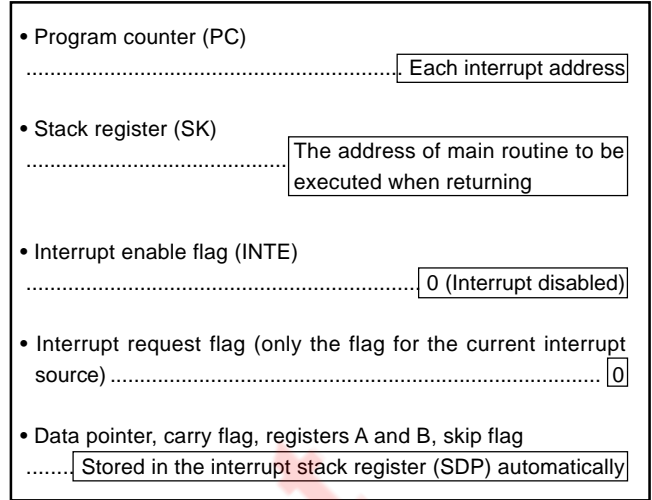 • Program counter (PC)
............................................................... Each interrupt address
• Stack register (SK)
............................................ The address of main routine to be
executed when returning
• Interrupt enable flag (INTE)
.................................................................. 0 (Interrupt disabled)
• Interrupt request flag (only the flag for the current interrupt
source) .................................................................................. 0
• Data pointer, carry flag, registers A and B, skip flag
........ Stored in the interrupt stack register (SDP) automatically